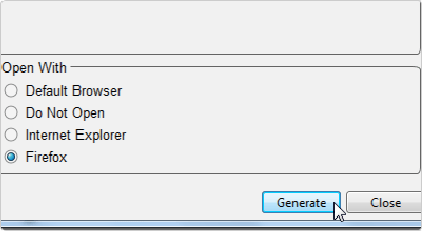 Open With
Default Browser
Do Not Open
Internet Explorer
Firefox
Generate Close